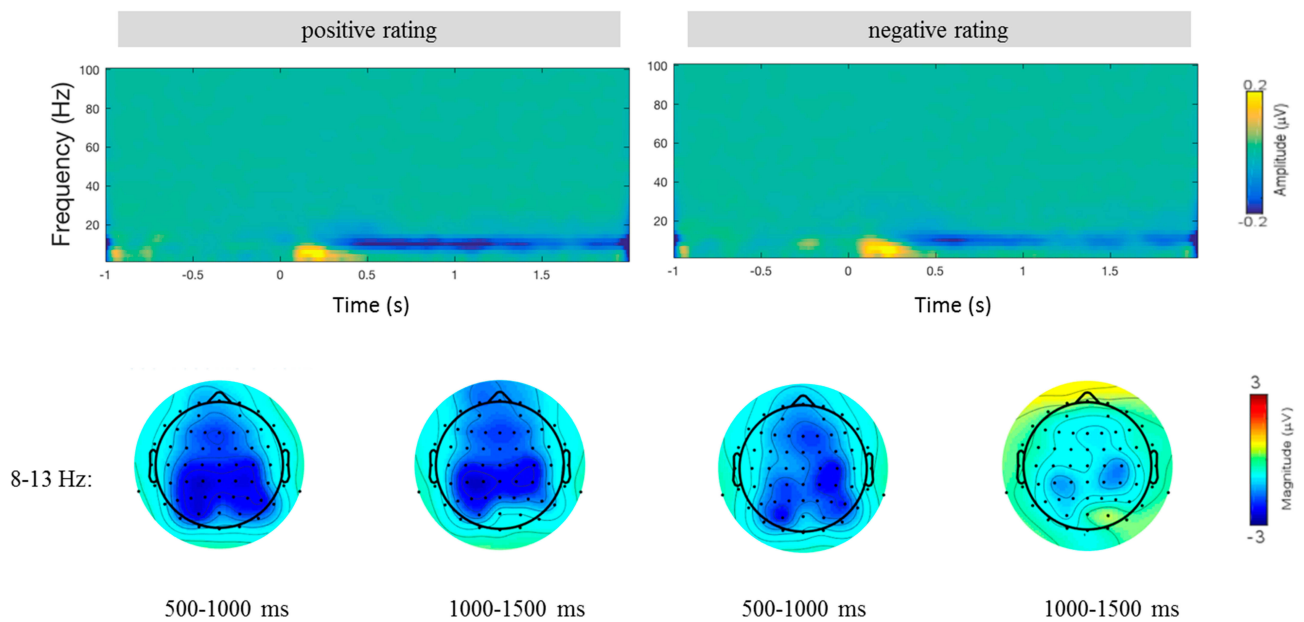 positive rating
negative rating
Frequency (Hz)
100
80
60
40
20
-1 -0.5 0 0.5 1 1.5
Time (s)
100
80
60
40
20
-1 -0.5 0 0.5 1 1.5
Time (s)
0.2
Amplitude (µV)
-0.2
8-13 Hz:
3
Magnitude (µV)
-3
500-1000 ms
1000-1500 ms
500-1000 ms
1000-1500 ms